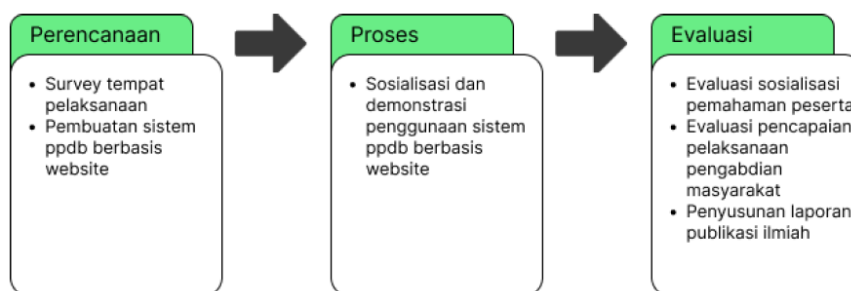 Perencanaan
• Survey tempat
pelaksanaan
• Pembuatan sistem
ppdb berbasis
website
Proses
• Sosialisasi dan
demonstrasi
penggunaan sistem
ppdb berbasis
website
Evaluasi
• Evaluasi sosialisasi
pemahaman peserta
• Evaluasi pencapaian
pelaksanaan
pengabdian
masyarakat
• Penyusunan laporan
publikasi ilmiah